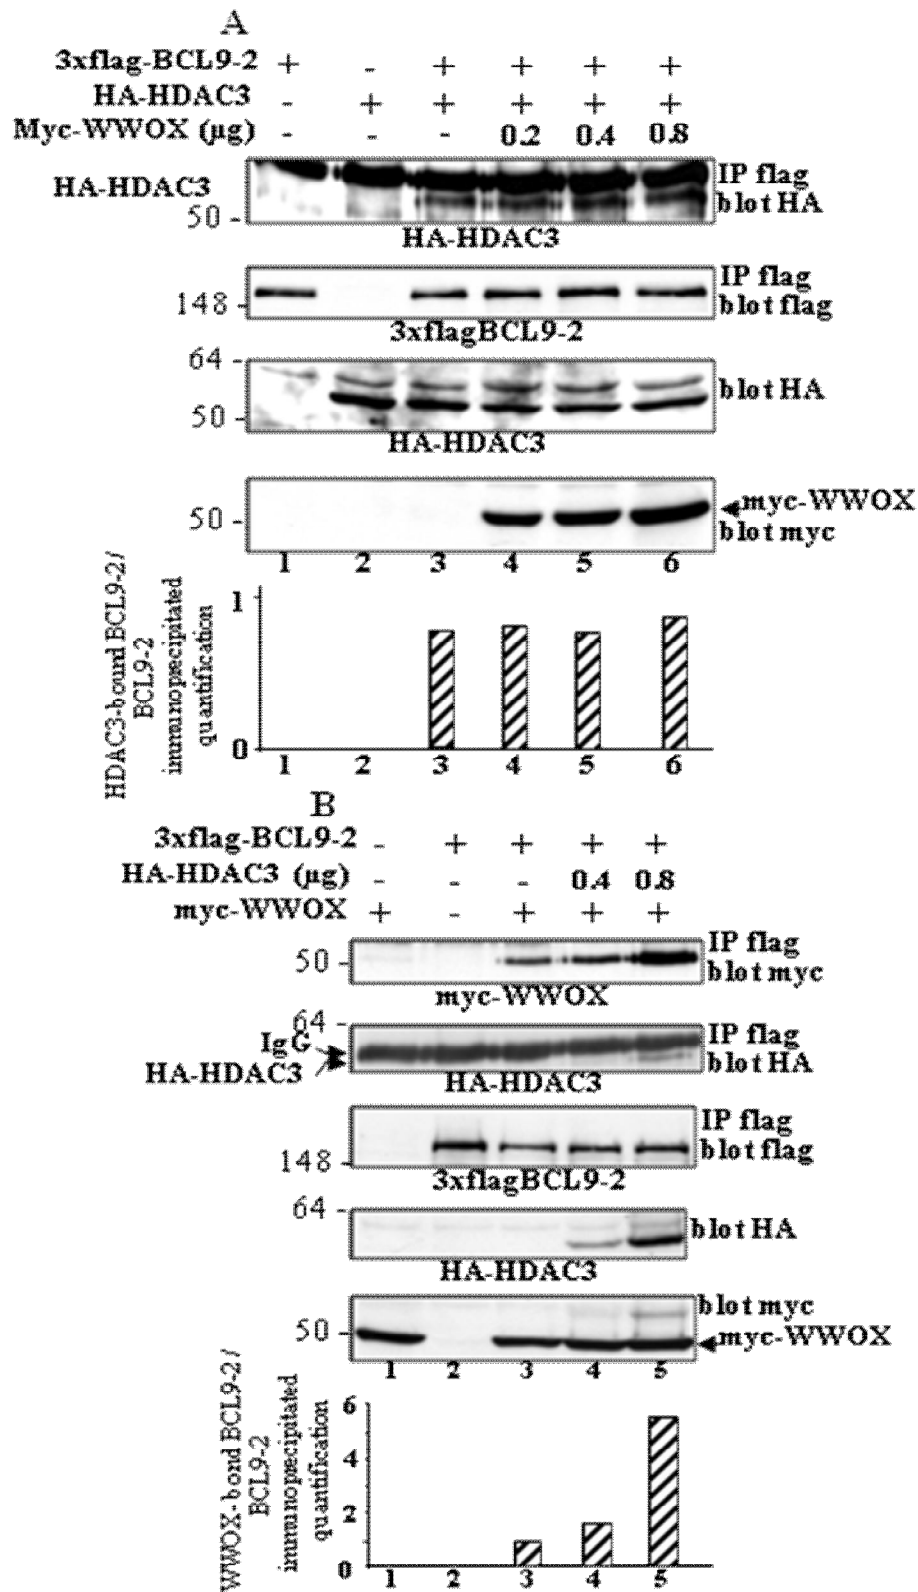 A
3xflag-BCL9-2 + - + + + +
HA-HDAC3 - + + + + +
Myc-WWOX (µg) - - - 0.2 0.4 0.8
HA-HDAC3
IP flag
blot HA
50 -
HA-HDAC3
IP flag
148 -
blot flag
3xflagBCL9-2
64 -
blot HA
50 -
HA-HDAC3
myc-WWOX
50 -
blot myc
1 2 3 4 5 6
HDAC3-bound BCL9-2/
BCL9-2
immunoprecipitated
quantification
1
0
1 2 3 4 5 6
B
3xflag-BCL9-2 - + + + +
HA-HDAC3 (µg) - - - 0.4 0.8
myc-WWOX + - + + +
IP flag
50 -
blot myc
myc-WWOX
64 -
IgG
IP flag
HA-HDAC3
blot HA
HA-HDAC3
IP flag
blot flag
148 -
3xflagBCL9-2
64 -
blot HA
HA-HDAC3
blot myc
50 -
myc-WWOX
1 2 3 4 5
WWOX-bond BCL9-2/
BCL9-2
immunoprecipitated
quantification
6
4
2
0
1 2 3 4 5